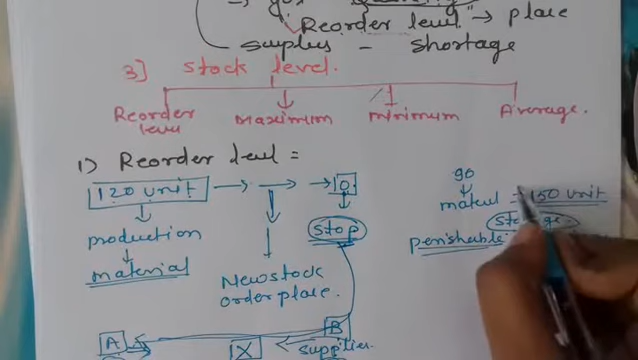 Reorder level → place
surplus - shortage
3] stock level.
Reorder level
Maximum
minimum
Average.
1) Reorder level =
120 unit → → → 0
production
material
New stock order place.
stop
90
150 unit
perishable
A
X
B
supplier.